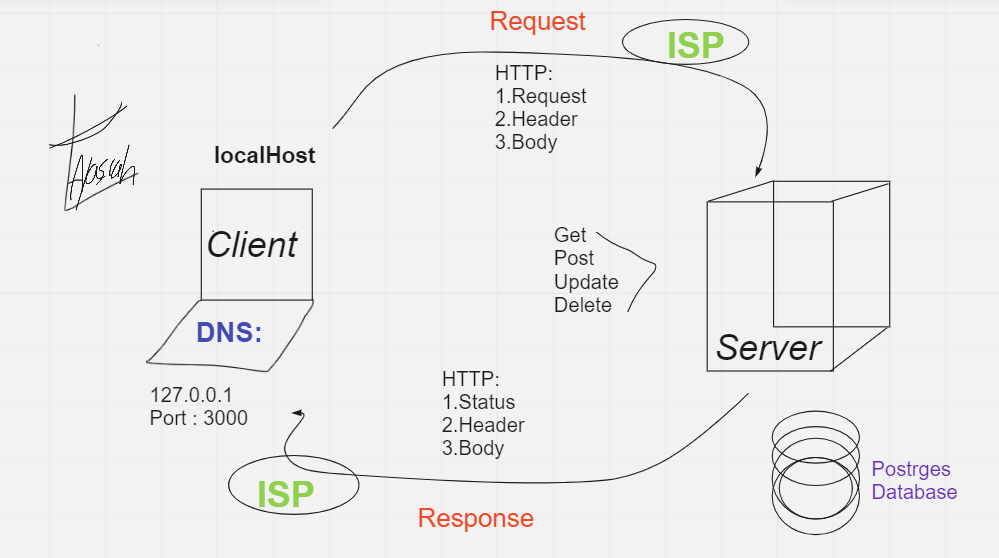 Request
ISP
HTTP:
1.Request
2.Header
3.Body
localHost
Client
DNS:
127.0.0.1
Port : 3000
Get
Post
Update
Delete
Server
HTTP:
1.Status
2.Header
3.Body
ISP
Response
Postrges
Database